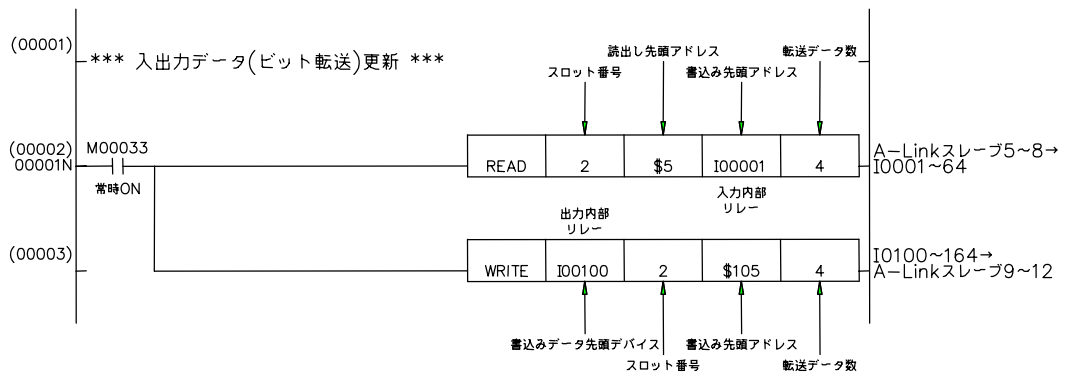 (00001)
*** 入出力データ(ビット転送)更新 ***
読出し先頭アドレス
転送データ数
スロット番号
書込み先頭アドレス
(00002)
00001N
M00033
常時ON
READ 2 $5 I00001 4
A-Linkスレーブ5~8→
I0001~64
入力内部
リレー
出力内部
リレー
(00003)
WRITE I00100 2 $105 4
I0100~164→
A-Linkスレーブ9~12
書込みデータ先頭デバイス
書込み先頭アドレス
スロット番号
転送データ数